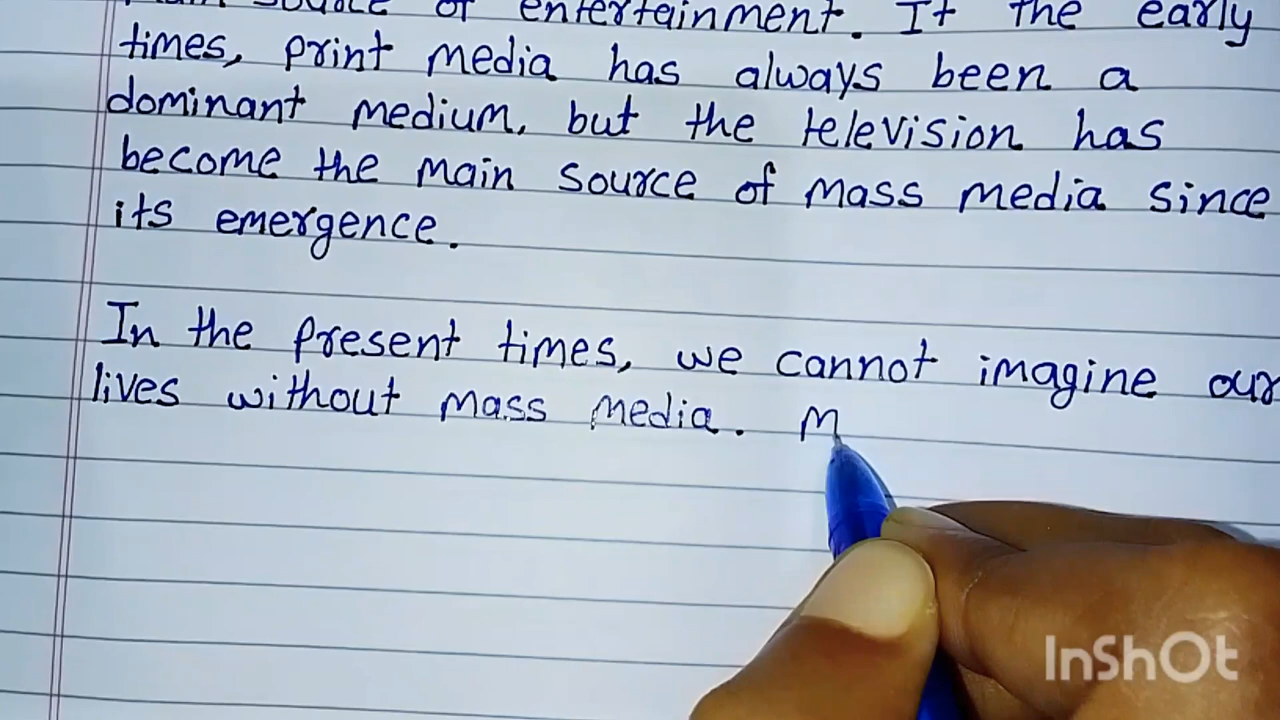 main source of entertainment. It the early
times, print media has always been a
dominant medium, but the television has
become the main source of mass media since
its emergence.
In the present times, we cannot imagine our
lives without mass media. M
InShOt